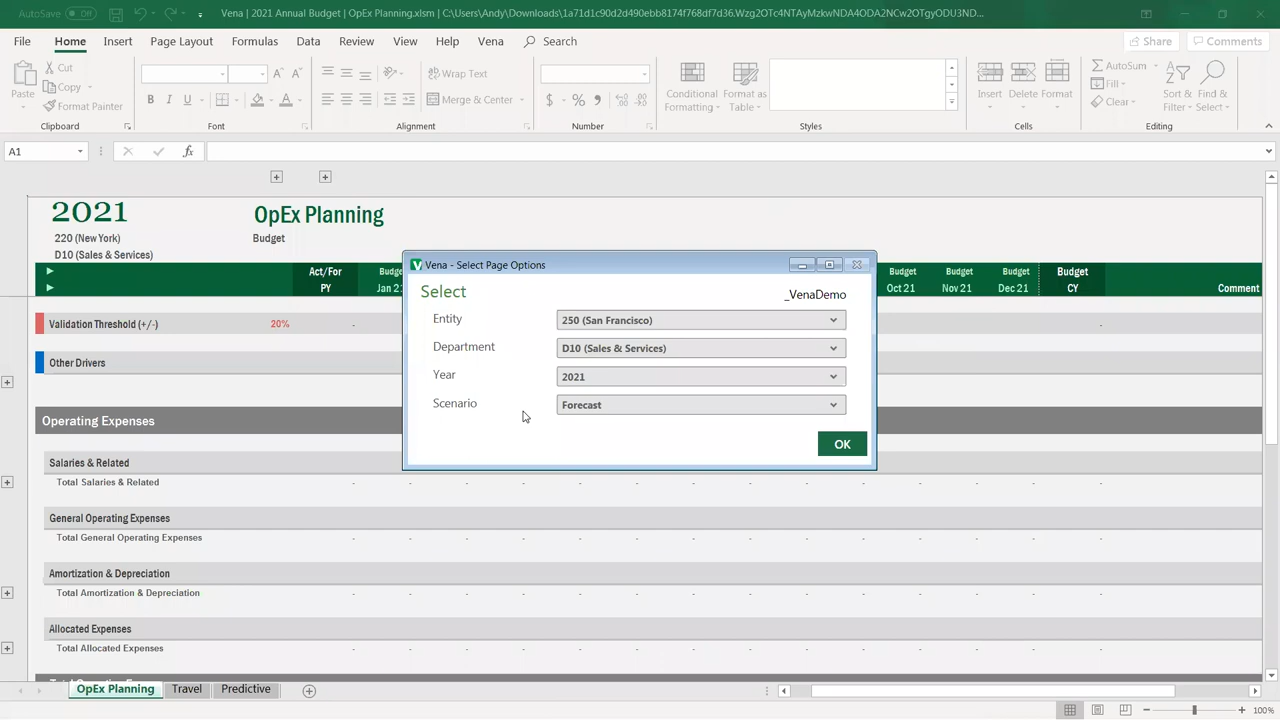 AutoSave Off
Vena | 2021 Annual Budget | OpEx Planning.xlsm | C:\Users\Andy\Downloads\1a71d1c90d2d490ebb8174f768df7d36.Wzg2OTc4NTAyMzkwNDA4ODA2NCw2OTgyODU3ND...
File Home Insert Page Layout Formulas Data Review View Help Vena Search Share Comments
Paste
Cut
Copy
Format Painter
B I U
Wrap Text
Merge & Center
$ % ,
Conditional Formatting
Format as Table
Insert Delete Format
AutoSum
Fill
Clear
Sort & Filter
Find & Select
Clipboard Font Alignment Number Styles Cells Editing
A1 fx
2021 OpEx Planning
220 (New York) Budget
D10 (Sales & Services)
Act/For Budget Budget Budget Budget
PY Jan 21 Oct 21 Nov 21 Dec 21 CY Comment
Vena - Select Page Options
Select _VenaDemo
Entity 250 (San Francisco)
Department D10 (Sales & Services)
Year 2021
Scenario Forecast
OK
Validation Threshold (+/-) 20% - -
Other Drivers
Operating Expenses
Salaries & Related
Total Salaries & Related - - - - - - - - - - - - - -
General Operating Expenses
Total General Operating Expenses - - - - - - - - - - - - - -
Amortization & Depreciation
Total Amortization & Depreciation - - - - - - - - - - - - - -
Allocated Expenses
Total Allocated Expenses - - - - - - - - - - - - - -
OpEx Planning Travel Predictive
100%